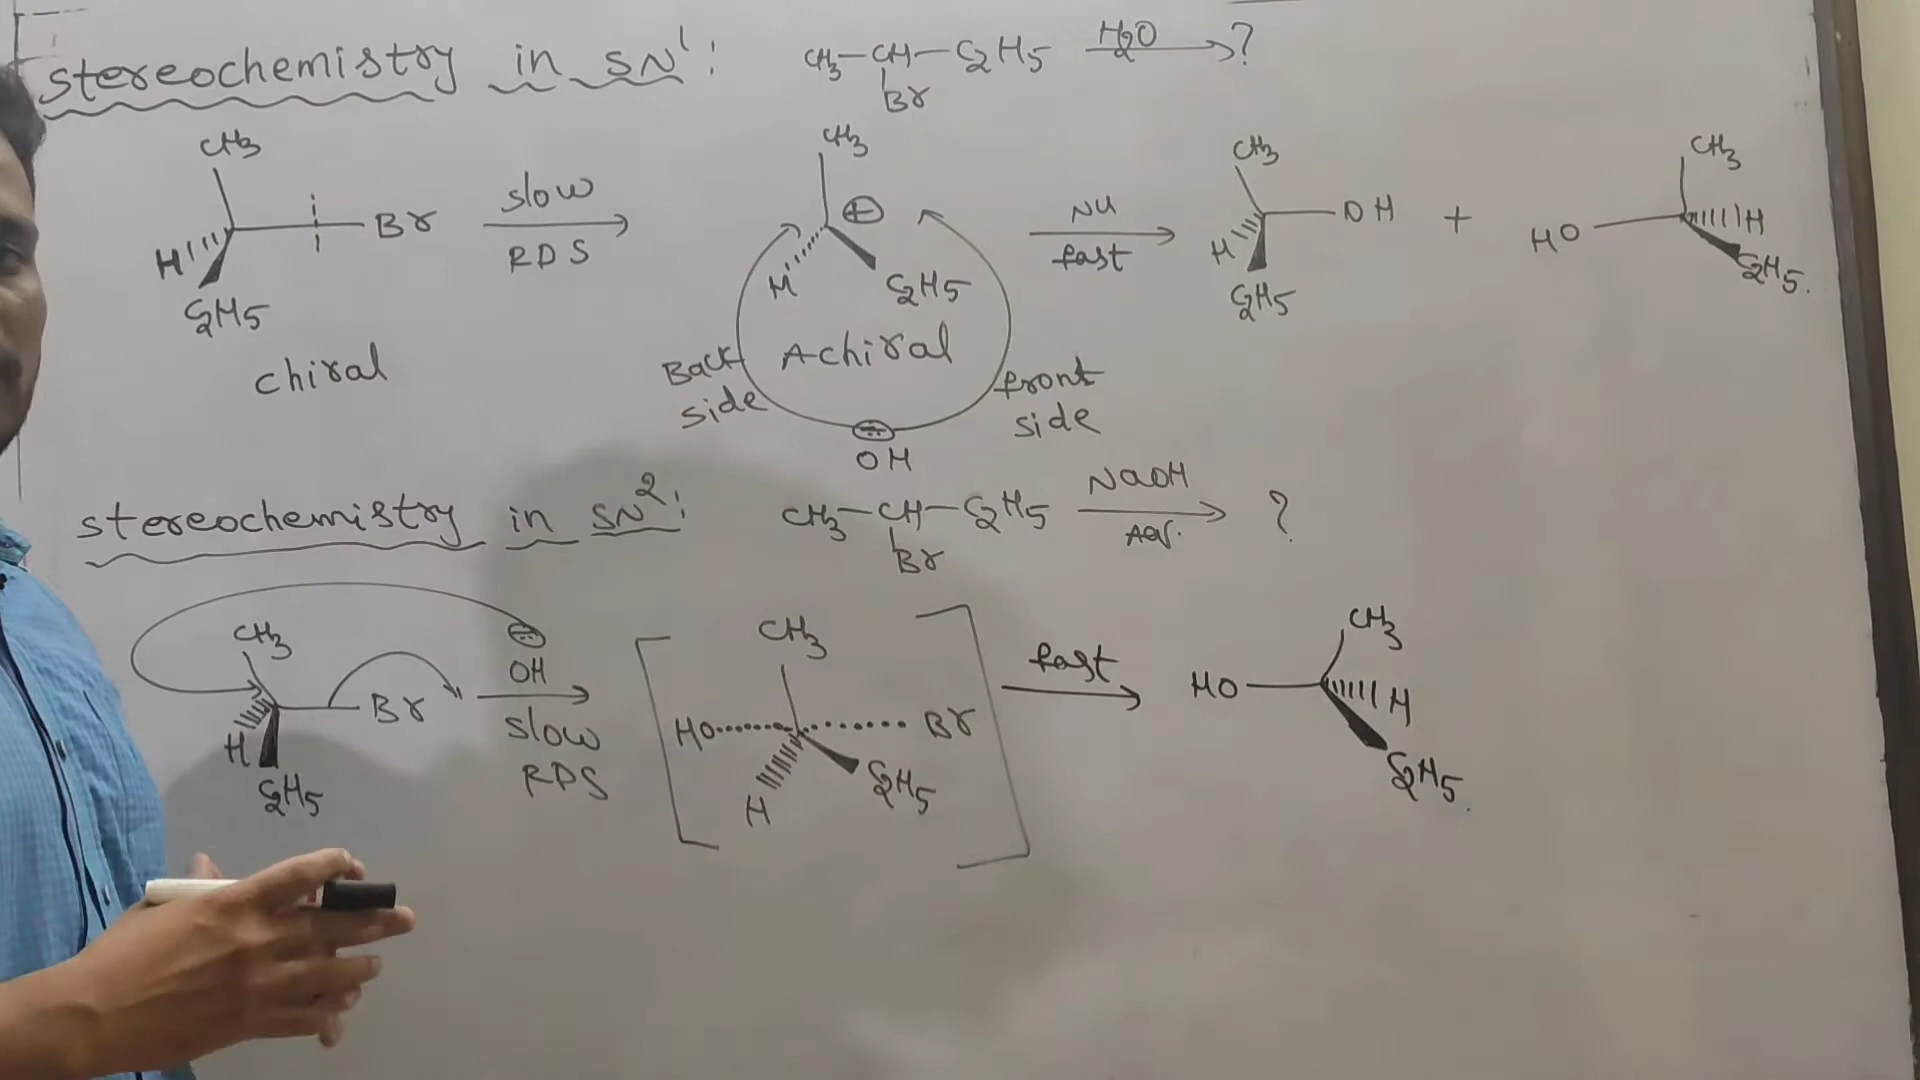 stereochemistry in SN1: CH3-CH-C2H5 H2O ?
Br
CH3 CH3 CH3 CH3
H Br slow RDS ⊕ H C2H5 Nu fast H OH + HO H
C2H5 C2H5 C2H5.
chiral Back side Achiral front side
OH
stereochemistry in SN2: CH3-CH-C2H5 NaOH Aq. ?
Br
CH3 OH CH3 fast CH3
H Br slow HO Br HO H
C2H5 RDS H C2H5 C2H5.